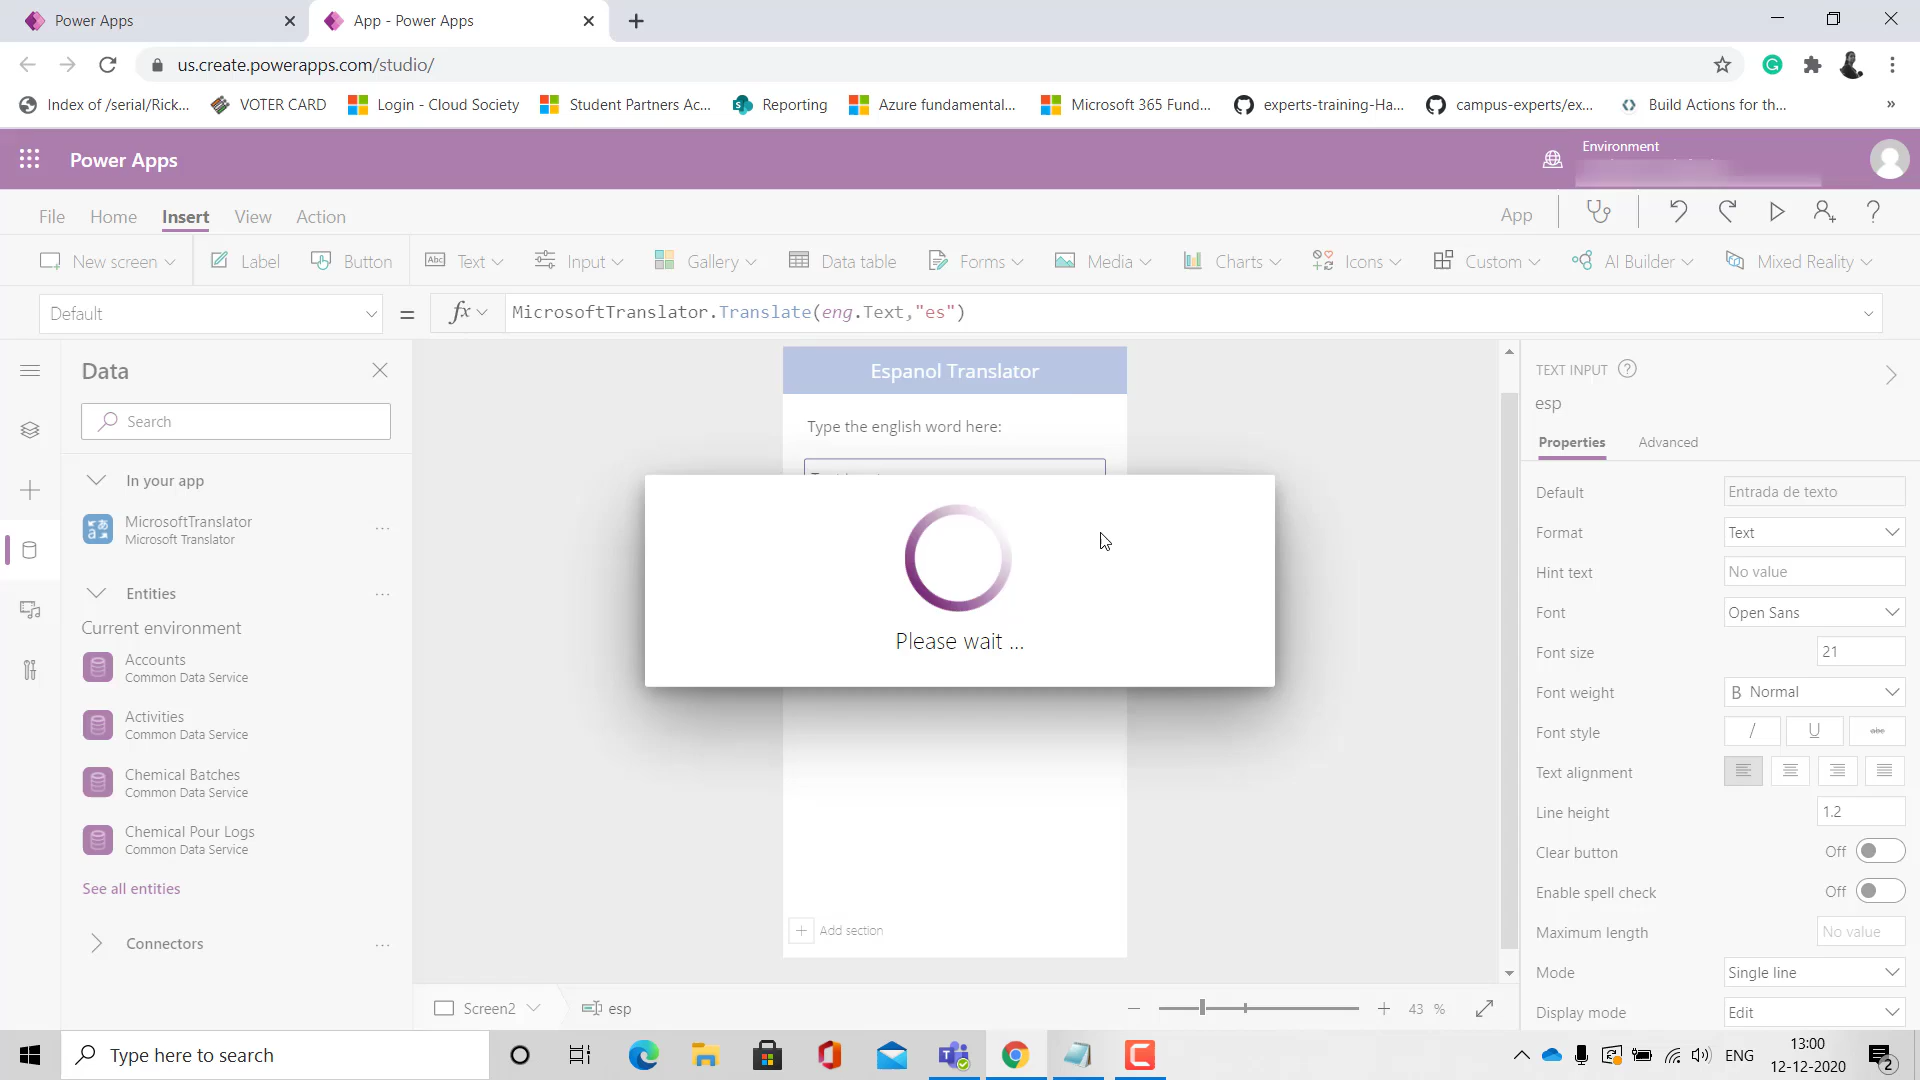 Power Apps
App - Power Apps
us.create.powerapps.com/studio/
Index of /serial/Rick...
VOTER CARD
Login - Cloud Society
Student Partners Ac...
Reporting
Azure fundamental...
Microsoft 365 Fund...
experts-training-Ha...
campus-experts/ex...
Build Actions for th...
»
Power Apps
Environment
File Home Insert View Action
App
New screen
Label
Button
Abc Text
Input
Gallery
Data table
Forms
Media
Charts
Icons
Custom
AI Builder
Mixed Reality
Default
= fx MicrosoftTranslator.Translate(eng.Text,"es")
Data
Search
In your app
MicrosoftTranslator
Microsoft Translator
Entities
Current environment
Accounts
Common Data Service
Activities
Common Data Service
Chemical Batches
Common Data Service
Chemical Pour Logs
Common Data Service
See all entities
Connectors
Espanol Translator
Type the english word here:
Please wait ...
Add section
Screen2
esp
43 %
TEXT INPUT ?
esp
Properties Advanced
Default Entrada de texto
Format Text
Hint text No value
Font Open Sans
Font size 21
Font weight B Normal
Font style / U abc
Text alignment
Line height 1.2
Clear button Off
Enable spell check Off
Maximum length No value
Mode Single line
Display mode Edit
Type here to search
ENG
13:00
12-12-2020
2